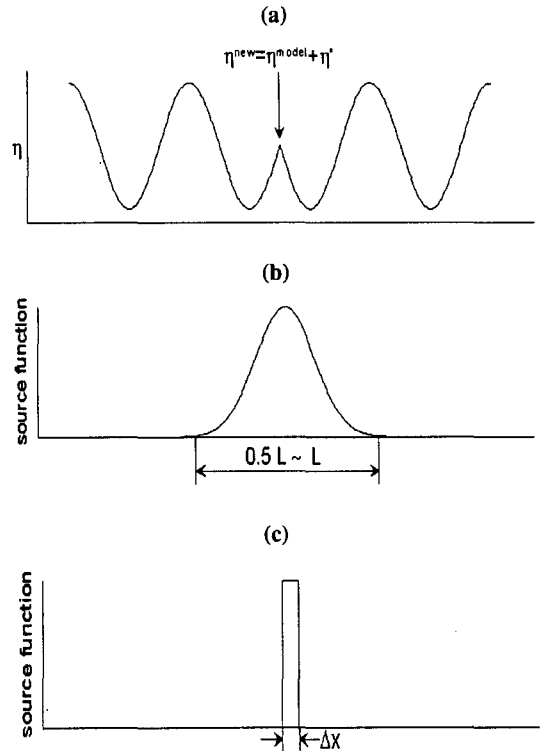 (a)
η^new=η^model+η*
η
(b)
source function
0.5 L ~ L
(c)
source function
ΔX